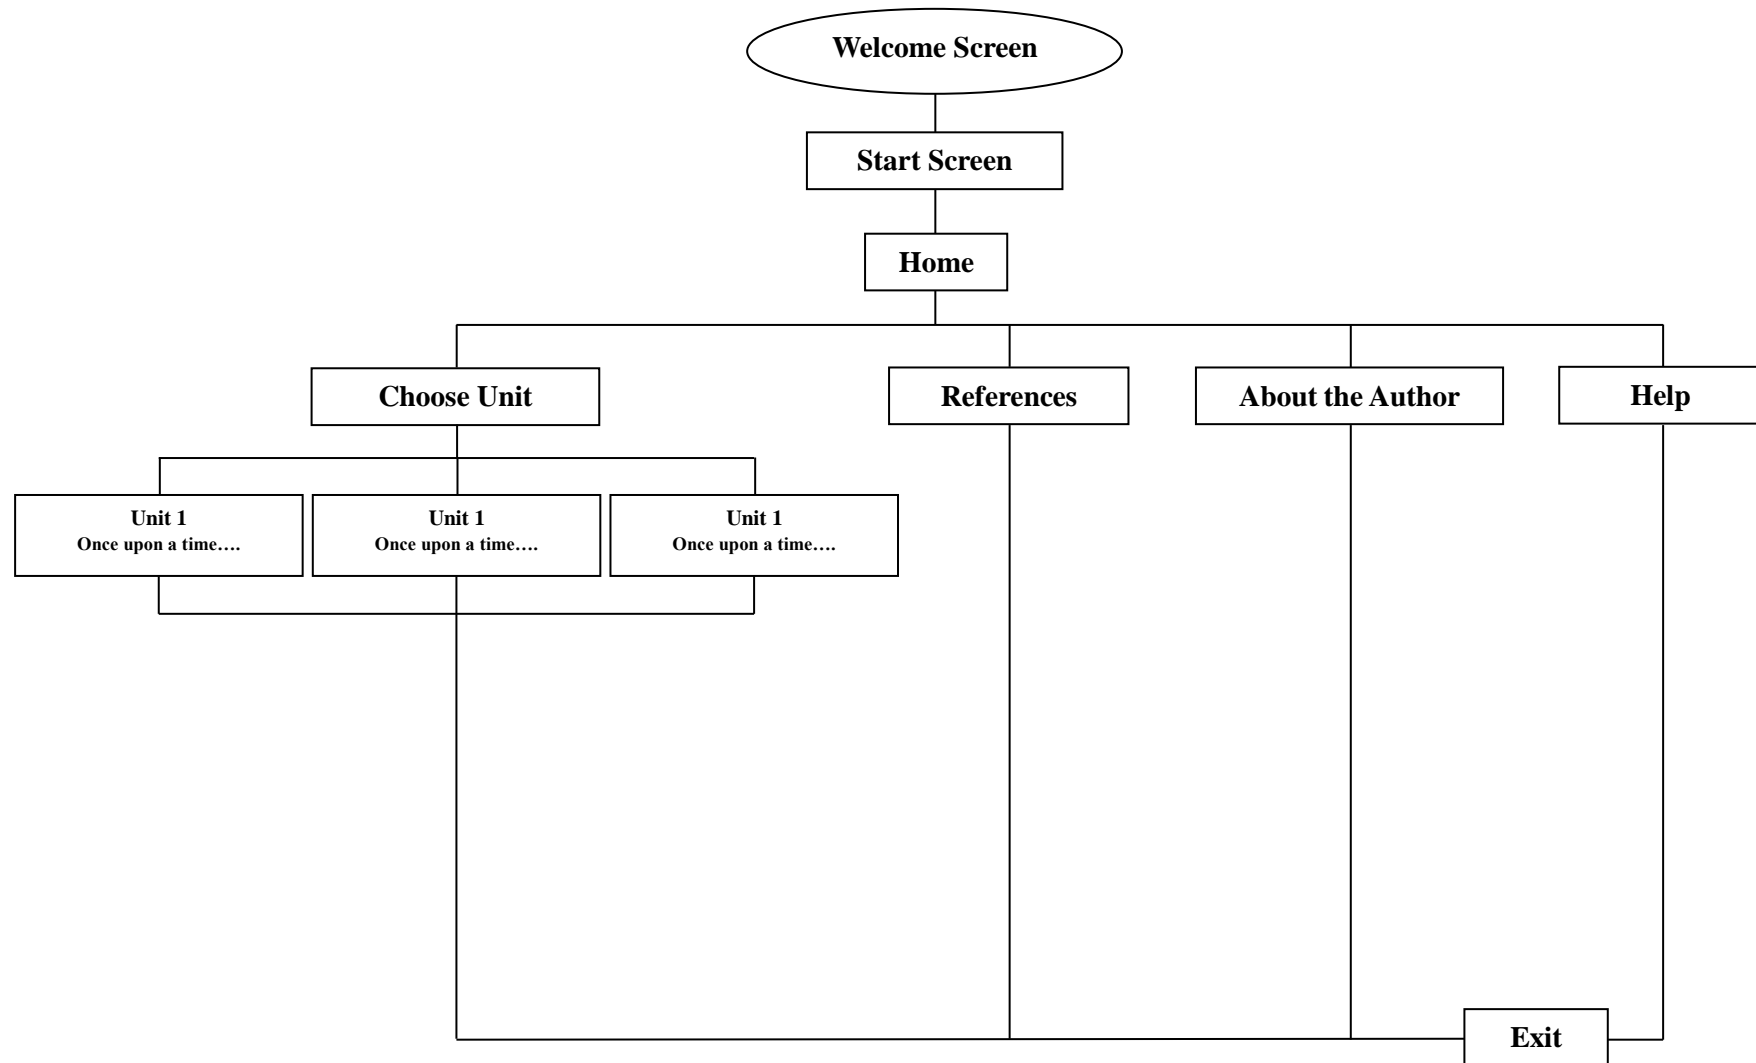 Welcome Screen
Start Screen
Home
Choose Unit
References
About the Author
Help
Unit 1
Once upon a time….
Unit 1
Once upon a time….
Unit 1
Once upon a time….
Exit